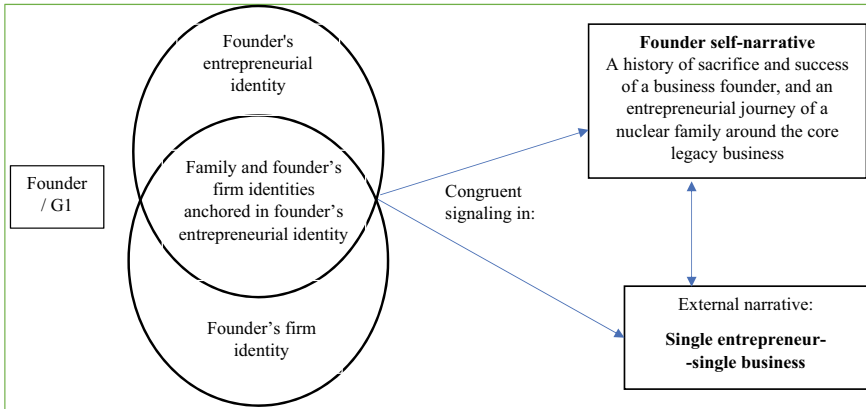 Founder's
entrepreneurial
identity
Founder
/ G1
Family and founder’s
firm identities
anchored in founder’s
entrepreneurial identity
Founder’s firm
identity
Congruent
signaling in:
Founder self-narrative
A history of sacrifice and success
of a business founder, and an
entrepreneurial journey of a
nuclear family around the core
legacy business
External narrative:
Single entrepreneur-
-single business